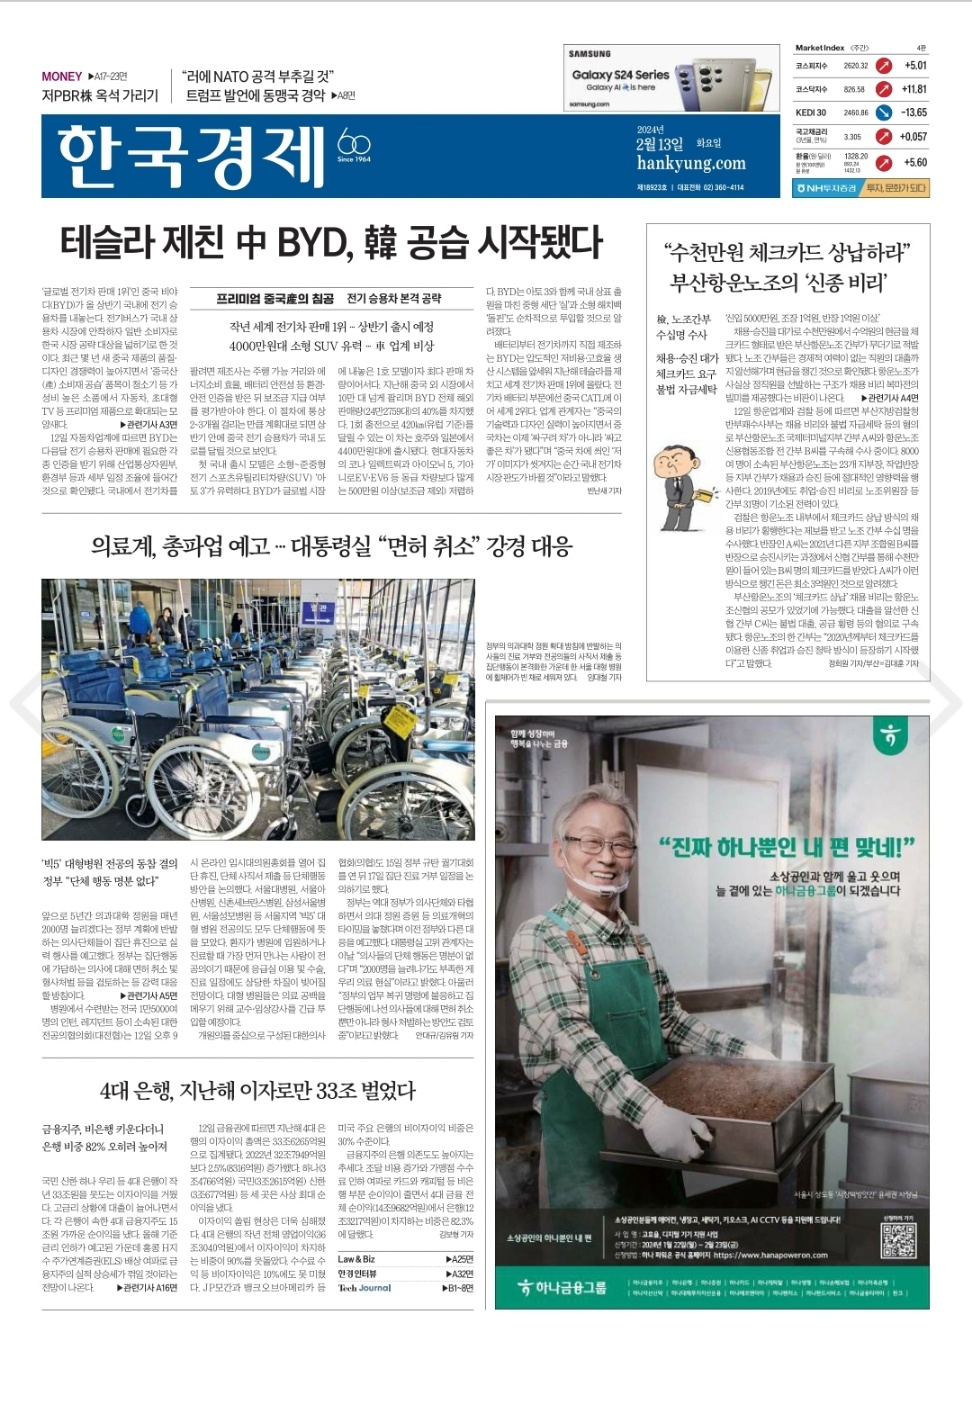 MONEY ▶A17~23면
저PBR株 옥석 가리기
“러에 NATO 공격 부추길 것”
트럼프 발언에 동맹국 경악 ▶A8면
SAMSUNG
Galaxy S24 Series
Galaxy AI is here
samsung.com
Market Index 〈주간〉 4판
코스피지수 2620.32 +5.01
코스닥지수 826.58 +11.81
KEDI 30 2460.86 -13.65
국고채금리 (3년물, 연%) 3.305 +0.057
환율(원·달러) 1328.20 +5.60
NH투자증권 투자, 문화가 되다
한국경제
60
Since 1964
2024년
2월 13일 화요일
hankyung.com
제18923호 | 대표전화 02) 360-4114
테슬라 제친 中 BYD, 韓 공습 시작됐다
‘글로벌 전기차 판매 1위’인 중국 비야
디(BYD)가 올 상반기 국내에 전기 승
용차를 내놓는다. 전기버스가 국내 상
용차 시장에 안착하자 일반 소비자로
한국 시장 공략 대상을 넓히기로 한 것
이다. 최근 몇 년 새 중국 제품의 품질·
디자인 경쟁력이 높아지면서 ‘중국산
(產) 소비재 공습’ 품목이 청소기 등 가
성비 높은 소품에서 자동차, 초대형
TV 등 프리미엄 제품으로 확대되는 모
양새다. ▶관련기사 A3면
12일 자동차업계에 따르면 BYD는
다음달 전기 승용차 판매에 필요한 각
종 인증을 받기 위해 산업통상자원부,
환경부 등과 세부 일정 조율에 들어간
것으로 확인됐다. 국내에서 전기차를
프리미엄 중국産의 침공 전기 승용차 본격 공략
작년 세계 전기차 판매 1위…상반기 출시 예정
4000만원대 소형 SUV 유력…車 업계 비상
팔려면 제조사는 주행 가능 거리와 에
너지소비 효율, 배터리 안전성 등 환경·
안전 인증을 받은 뒤 보조금 지급 여부
를 평가받아야 한다. 이 절차에 통상
2~3개월 걸리는 만큼 계획대로 되면 상
반기 안에 중국 전기 승용차가 국내 도
로를 달릴 것으로 보인다.
첫 국내 출시 모델은 소형~준중형
전기 스포츠유틸리티차량(SUV) ‘아
토 3’가 유력하다. BYD가 글로벌 시장
에 내놓은 1호 모델이자 최다 판매 차
량이어서다. 지난해 중국 외 시장에서
10만 대 넘게 팔리며 BYD 전체 해외
판매량(24만2759대)의 40%를 차지했
다. 1회 충전으로 420㎞(유럽 기준)를
달릴 수 있는 이 차는 호주와 일본에서
4400만원대에 출시됐다. 현대자동차
의 코나 일렉트릭과 아이오닉 5, 기아
니로EV·EV6 등 동급 차량보다 많게
는 500만원 이상(보조금 제외) 저렴하
다. BYD는 아토 3와 함께 국내 상표 출
원을 마친 중형 세단 ‘실’과 소형 해치백
‘돌핀’도 순차적으로 투입할 것으로 알
려졌다.
배터리부터 전기차까지 직접 제조하
는 BYD는 압도적인 저비용·고효율 생
산 시스템을 앞세워 지난해 테슬라를 제
치고 세계 전기차 판매 1위에 올랐다. 전
기차 배터리 부문에선 중국 CATL에 이
어 세계 2위다. 업계 관계자는 “중국의
기술력과 디자인 실력이 높아지면서 중
국차는 이제 ‘싸구려 차’가 아니라 ‘싸고
좋은 차’가 됐다”며 “중국 차에 씌인 ‘저
가’ 이미지가 씻겨지는 순간 국내 전기차
시장 판도가 바뀔 것”이라고 말했다.
빈난새 기자
“수천만원 체크카드 상납하라”
부산항운노조의 ‘신종 비리’
檢, 노조간부
수십명 수사
채용·승진 대가
체크카드 요구
불법 자금세탁
‘신입 5000만원, 조장 1억원, 반장 1억원 이상.’
채용·승진을 대가로 수천만원에서 수억원의 현금을 체
크카드 형태로 받은 부산항운노조 간부가 무더기로 적발
됐다. 노조 간부들은 경제적 여력이 없는 직원의 대출까
지 알선해가며 현금을 챙긴 것으로 확인됐다. 항운노조가
사실상 정직원을 선발하는 구조가 채용 비리 복마전의
빌미를 제공했다는 비판이 나온다. ▶관련기사 A4면
12일 항운업계와 검찰 등에 따르면 부산지방검찰청
반부패수사부는 채용 비리와 불법 자금세탁 등의 혐의
로 부산항운노조 국제터미널지부 간부 A씨와 항운노조
신용협동조합 전 간부 B씨를 구속해 수사 중이다. 8000
여 명이 소속된 부산항운노조는 23개 지부장, 작업반장
등 지부 간부가 채용과 승진 등에 절대적인 영향력을 행
사한다. 2019년에도 취업·승진 비리로 노조위원장 등
간부 31명이 기소된 전력이 있다.
검찰은 항운노조 내부에서 체크카드 상납 방식의 채
용 비리가 횡행한다는 제보를 받고 노조 간부 수십 명을
수사했다. 반장인 A씨는 2021년 다른 지부 조합원 B씨를
반장으로 승진시키는 과정에서 신협 간부를 통해 수천만
원이 들어 있는 B씨 명의 체크카드를 받았다. A씨가 이런
방식으로 챙긴 돈은 최소 3억원인 것으로 알려졌다.
부산항운노조의 ‘체크카드 상납’ 채용 비리는 항운노
조신협의 공모가 있었기에 가능했다. 대출을 알선한 신
협 간부 C씨는 불법 대출, 공금 횡령 등의 혐의로 구속
됐다. 항운노조의 한 간부는 “2020년께부터 체크카드를
이용한 신종 취업과 승진 청탁 방식이 등장하기 시작했
다”고 말했다. 정희원 기자/부산=김대훈 기자
의료계, 총파업 예고…대통령실 “면허 취소” 강경 대응
정부의 의과대학 정원 확대 방침에 반발하는 의
사들의 진료 거부와 전공의들의 사직서 제출 등
집단행동이 본격화한 가운데 한 서울 대형 병원
에 휠체어가 빈 채로 세워져 있다. 임대철 기자
‘빅5’ 대형병원 전공의 동참 결의
정부 “단체 행동 명분 없다”
앞으로 5년간 의과대학 정원을 매년
2000명 늘리겠다는 정부 계획에 반발
하는 의사단체들이 집단 휴진으로 실
력 행사를 예고했다. 정부는 집단행동
에 가담하는 의사에 대해 면허 취소 및
형사처벌 등을 검토하는 등 강력 대응
할 방침이다. ▶관련기사 A5면
병원에서 수련받는 전국 1만5000여
명의 인턴, 레지던트 등이 소속된 대한
전공의협의회(대전협)는 12일 오후 9
시 온라인 임시대의원총회를 열어 집
단 휴진, 단체 사직서 제출 등 단체행동
방안을 논의했다. 서울대병원, 서울아
산병원, 신촌세브란스병원, 삼성서울병
원, 서울성모병원 등 서울지역 ‘빅5’ 대
형 병원 전공의도 모두 단체행동에 뜻
을 모았다. 환자가 병원에 입원하거나
진료할 때 가장 먼저 만나는 사람이 전
공의이기 때문에 응급실 이용 및 수술,
진료 일정에도 상당한 차질이 빚어질
전망이다. 대형 병원들은 의료 공백을
메우기 위해 교수·임상강사를 긴급 투
입할 예정이다.
개원의를 중심으로 구성된 대한의사
협회(의협)도 15일 정부 규탄 궐기대회
를 연 뒤 17일 집단 진료 거부 일정을 논
의하기로 했다.
정부는 역대 정부가 의사단체와 타협
하면서 의대 정원 증원 등 의료개혁의
타이밍을 놓쳤다며 이전 정부와 다른 대
응을 예고했다. 대통령실 고위 관계자는
이날 “의사들의 단체 행동은 명분이 없
다”며 “2000명을 늘려나가도 부족한 게
우리 의료 현실”이라고 밝혔다. 아울러
“정부의 업무 복귀 명령에 불응하고 집
단행동에 나선 의사들에 대해 면허 취소
뿐만 아니라 형사 처벌하는 방안도 검토
중”이라고 밝혔다. 안대규/김유림 기자
4대 은행, 지난해 이자로만 33조 벌었다
금융지주, 비은행 키운다더니
은행 비중 82% 오히려 높아져
국민 신한 하나 우리 등 4대 은행이 작
년 33조원을 웃도는 이자이익을 거뒀
다. 고금리 상황에 대출이 늘어나면서
다. 각 은행이 속한 4대 금융지주도 15
조원 가까운 순이익을 냈다. 올해 기준
금리 인하가 예고된 가운데 홍콩 H지
수 주가연계증권(ELS) 배상 여파로 금
융지주의 실적 상승세가 꺾일 것이라는
전망이 나온다. ▶관련기사 A16면
12일 금융권에 따르면 지난해 4대 은
행의 이자이익 총액은 33조6265억원
으로 집계됐다. 2022년 32조7949억원
보다 2.5%(8316억원) 증가했다. 하나(3
조4766억원) 국민(3조2615억원) 신한
(3조677억원) 등 세 곳은 사상 최대 순
이익을 냈다.
이자이익 쏠림 현상은 더욱 심해졌
다. 4대 은행의 작년 전체 영업이익(36
조3040억원)에서 이자이익이 차지하
는 비중이 90%를 웃돌았다. 수수료 수
익 등 비이자이익은 10%에도 못 미쳤
다. JP모간과 뱅크오브아메리카 등
미국 주요 은행의 비이자이익 비중은
30% 수준이다.
금융지주의 은행 의존도도 높아지는
추세다. 조달 비용 증가와 가맹점 수수
료 인하 여파로 카드와 캐피털 등 비은
행 부문 순이익이 줄면서 4대 금융 전
체 순이익(14조9682억원)에서 은행(12
조3217억원)이 차지하는 비중은 82.3%
에 달했다. 김보형 기자
Law & Biz ▶A25면
한경 인터뷰 ▶A32면
Tech Journal ▶B1~8면
함께 성장하며
행복을 나누는 금융
“진짜 하나뿐인 내 편 맞네!”
소상공인과 함께 울고 웃으며
늘 곁에 있는 하나금융그룹이 되겠습니다
소상공인의 하나뿐인 내 편
소상공인분들께 에어컨, 냉장고, 세탁기, 키오스크, AI CCTV 등을 지원해 드립니다!
사 업 명 : 고효율, 디지털 기기 지원 사업
신청기간 : 2024년 1월 22일(월) ~ 2월 23일(금)
신청방법 : 하나 파워온 공식 홈페이지 https://www.hanapoweron.com
신청하러 가기
하나금융그룹